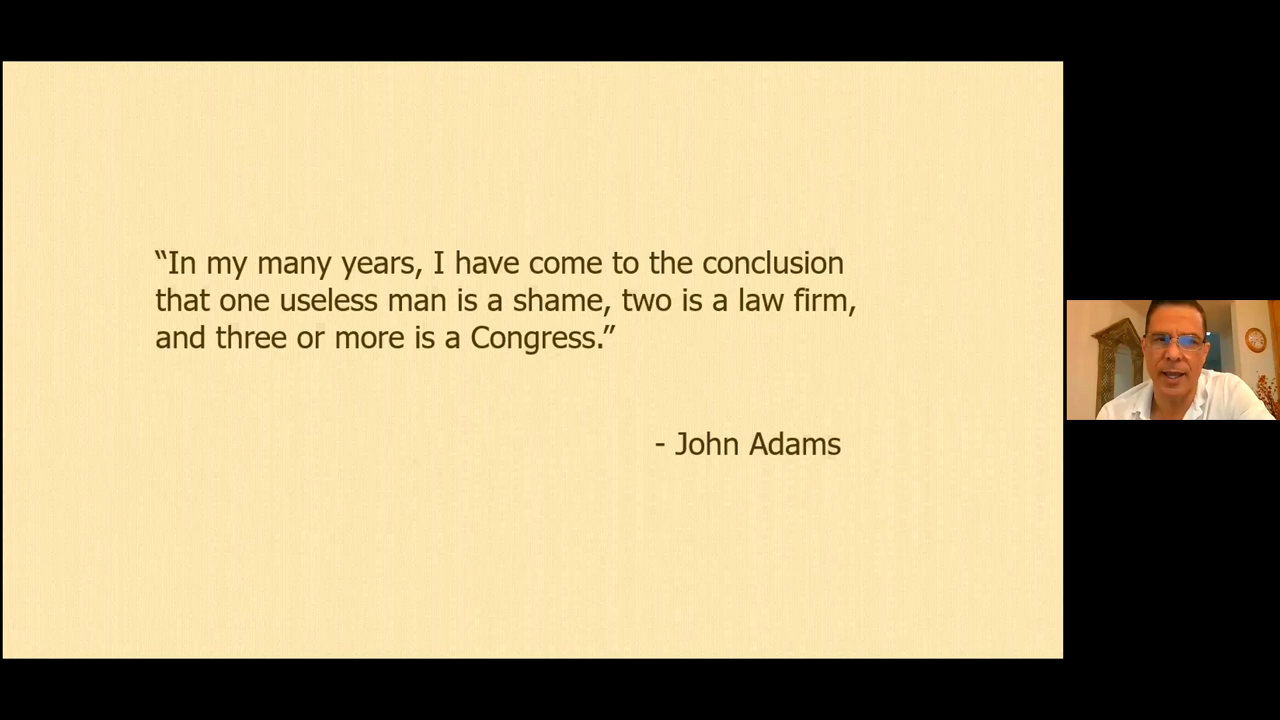 “In my many years, I have come to the conclusion
that one useless man is a shame, two is a law firm,
and three or more is a Congress.”
- John Adams